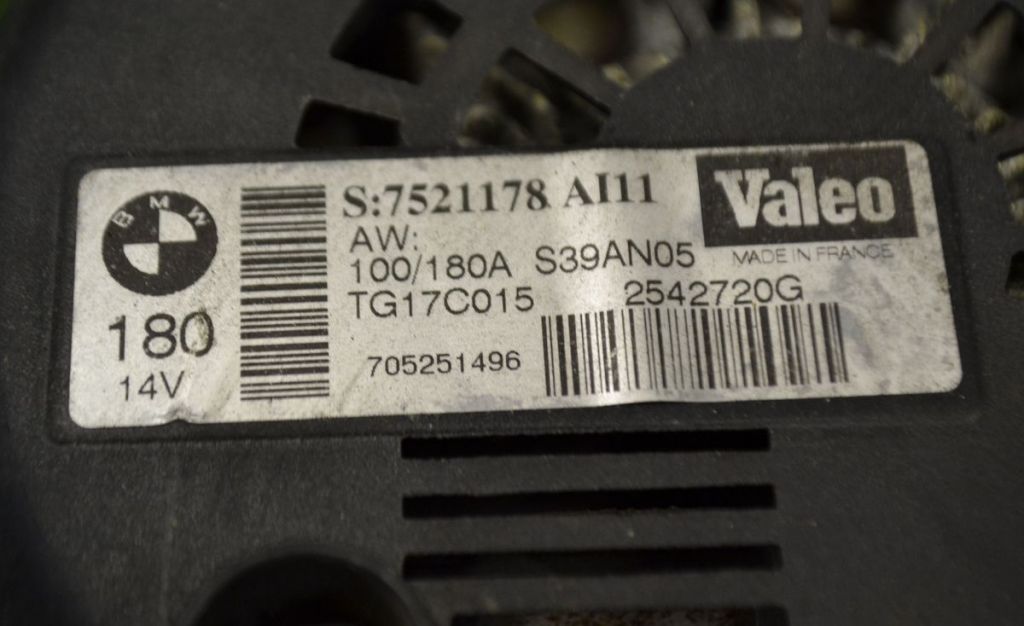 BMW
180
14V
S:7521178 AI11
AW:
100/180A S39AN05
TG17C015
2542720G
705251496
Valeo
MADE IN FRANCE